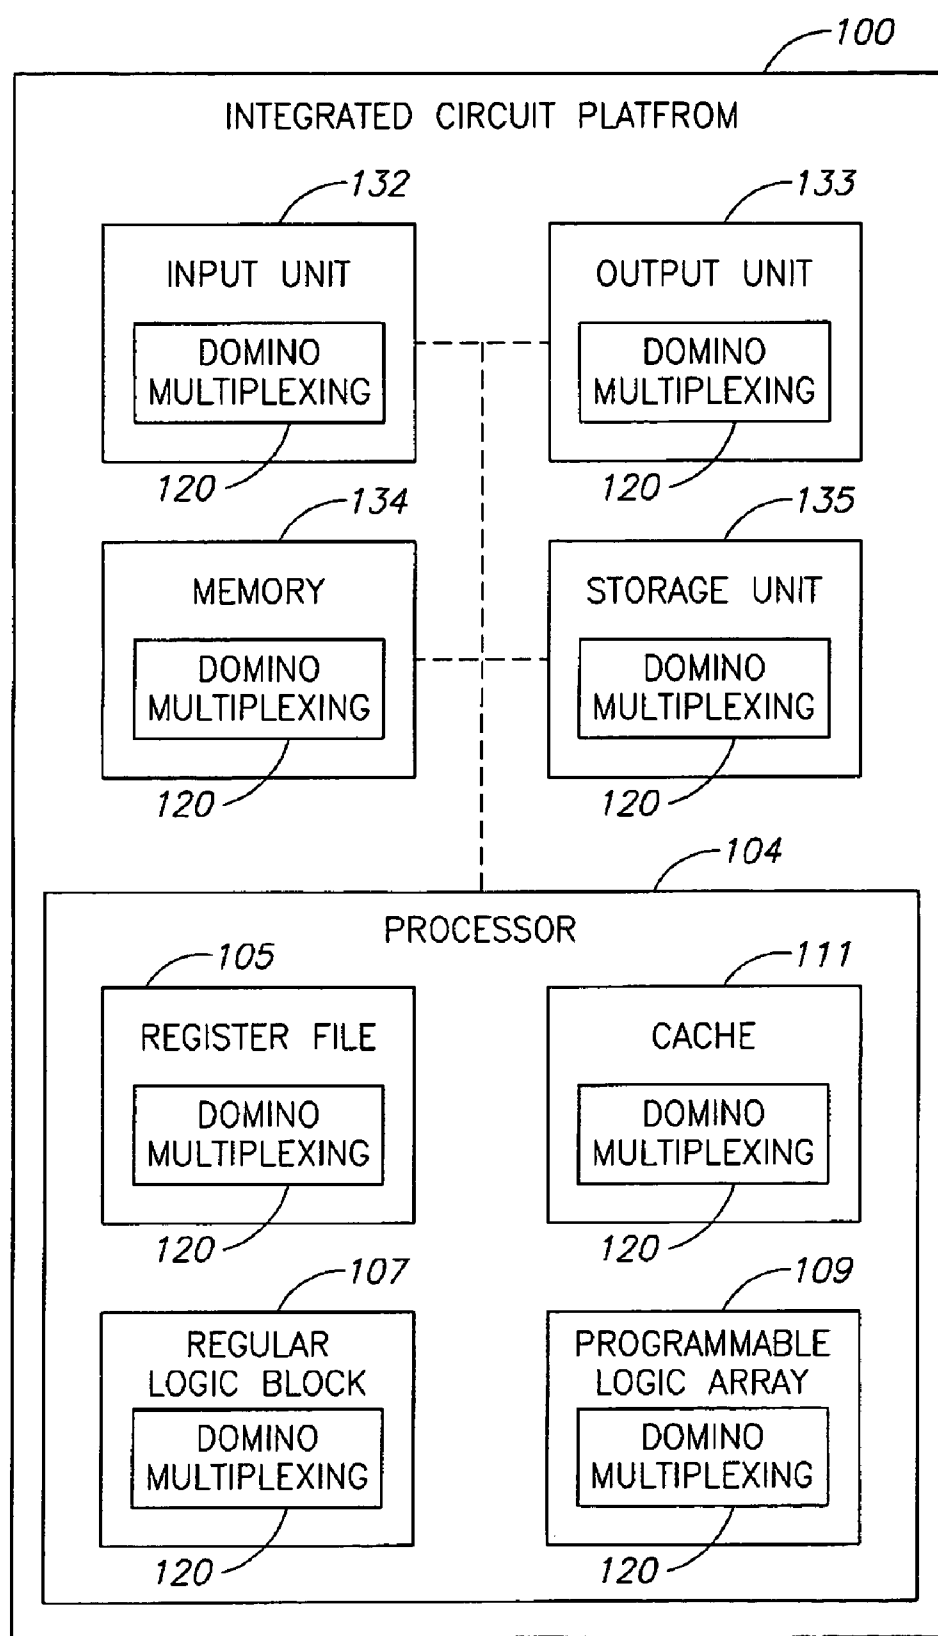 100
INTEGRATED CIRCUIT PLATFROM
132
INPUT UNIT
DOMINO
MULTIPLEXING
120
133
OUTPUT UNIT
DOMINO
MULTIPLEXING
120
134
MEMORY
DOMINO
MULTIPLEXING
120
135
STORAGE UNIT
DOMINO
MULTIPLEXING
120
104
PROCESSOR
105
REGISTER FILE
DOMINO
MULTIPLEXING
120
111
CACHE
DOMINO
MULTIPLEXING
120
107
REGULAR
LOGIC BLOCK
DOMINO
MULTIPLEXING
120
109
PROGRAMMABLE
LOGIC ARRAY
DOMINO
MULTIPLEXING
120